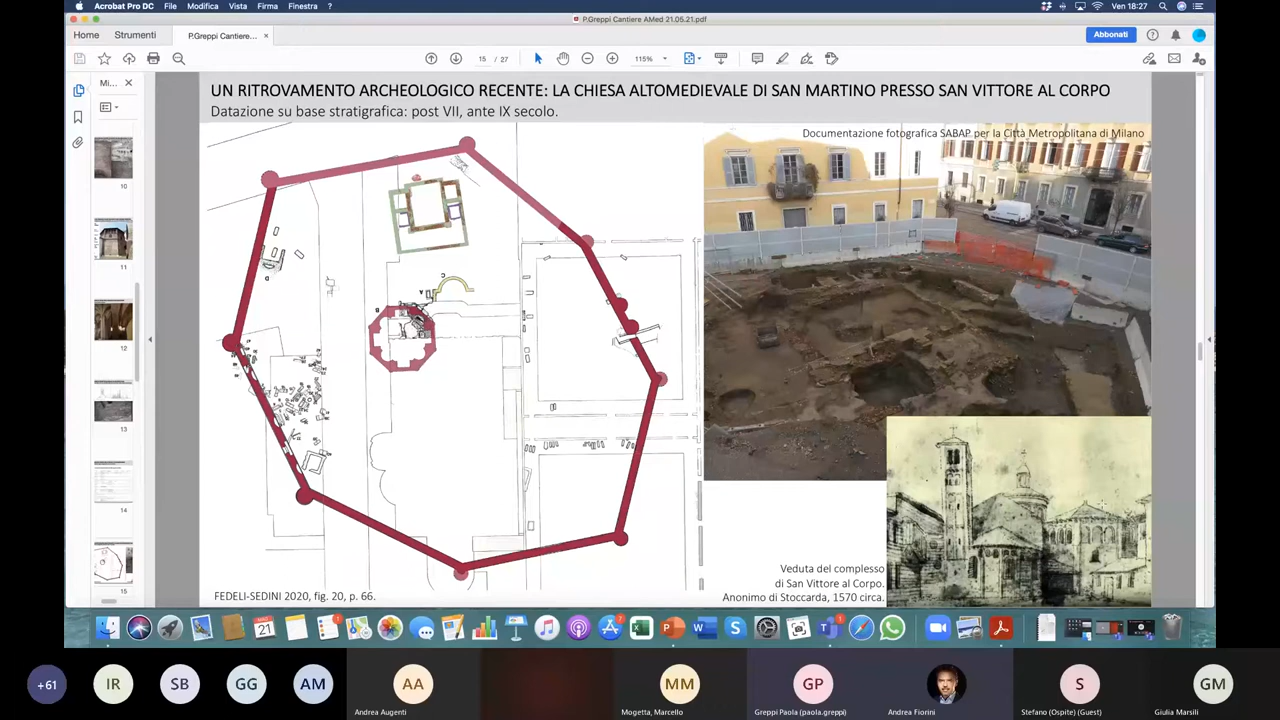 Acrobat Pro DC File Modifica Vista Firma Finestra ? Ven 18:27
P.Greppi Cantiere AMed 21.05.21.pdf
Home Strumenti P.Greppi Cantiere... × Abbonati
15 / 27 115%
Mi... ×
UN RITROVAMENTO ARCHEOLOGICO RECENTE: LA CHIESA ALTOMEDIEVALE DI SAN MARTINO PRESSO SAN VITTORE AL CORPO
Datazione su base stratigrafica: post VII, ante IX secolo.
Documentazione fotografica SABAP per la Città Metropolitana di Milano
10
11
12
13
14
15
Veduta del complesso
di San Vittore al Corpo.
Anonimo di Stoccarda, 1570 circa.
FEDELI-SEDINI 2020, fig. 20, p. 66.
+61 IR SB GG AM AA MM GP S GM
Andrea Augenti Mogetta, Marcello Greppi Paola (paola.greppi) Andrea Fiorini Stefano (Ospite) (Guest) Giulia Marsili